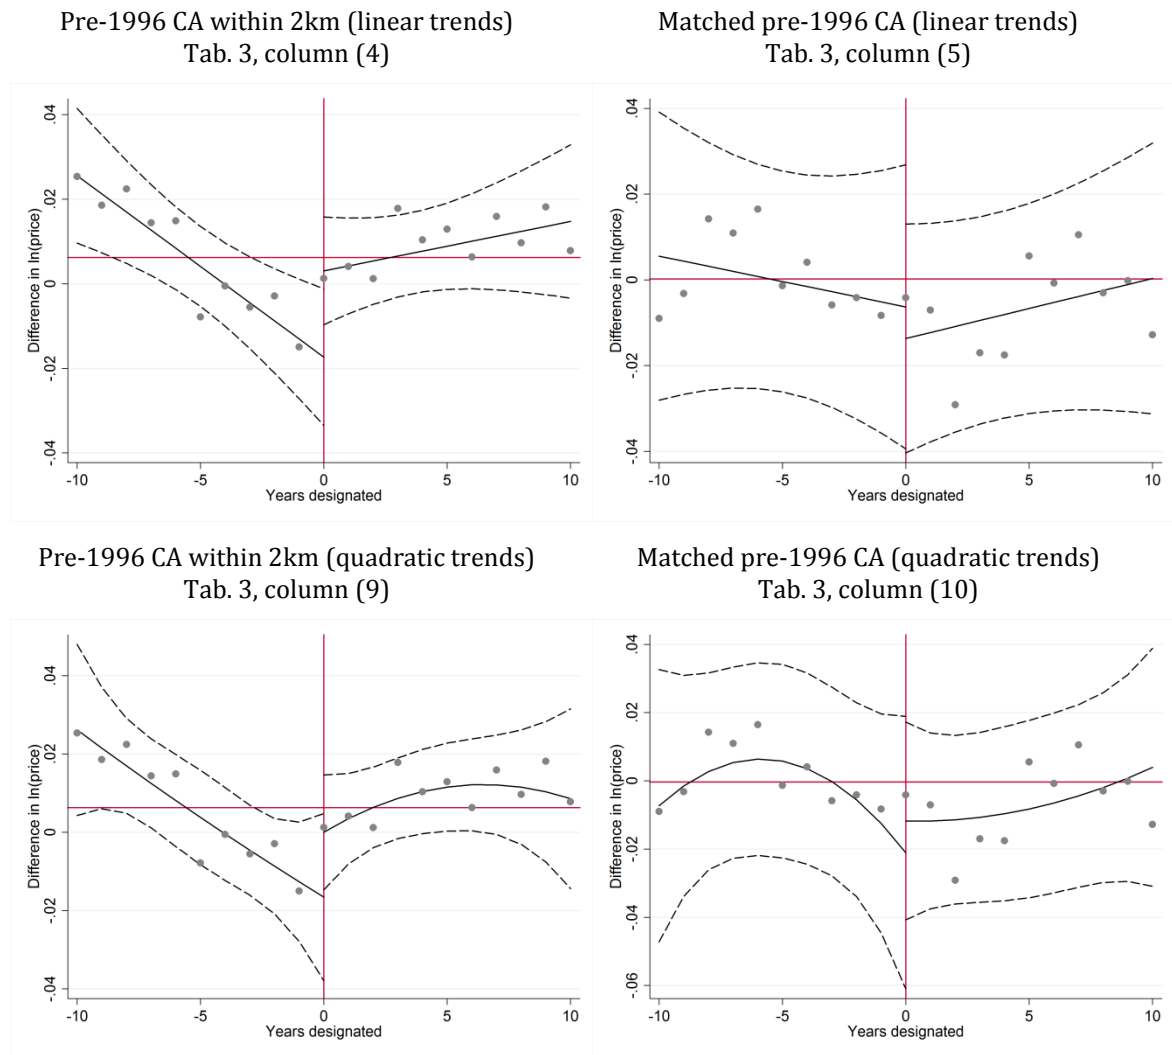 Pre-1996 CA within 2km (linear trends)
Tab. 3, column (4)
Difference in ln(price)
.04
.02
0
-.02
-.04
-10
-5
0
5
10
Years designated
Matched pre-1996 CA (linear trends)
Tab. 3, column (5)
Difference in ln(price)
.04
.02
0
-.02
-.04
-10
-5
0
5
10
Years designated
Pre-1996 CA within 2km (quadratic trends)
Tab. 3, column (9)
Difference in ln(price)
.04
.02
0
-.02
-.04
-10
-5
0
5
10
Years designated
Matched pre-1996 CA (quadratic trends)
Tab. 3, column (10)
Difference in ln(price)
.04
.02
0
-.02
-.04
-.06
-10
-5
0
5
10
Years designated